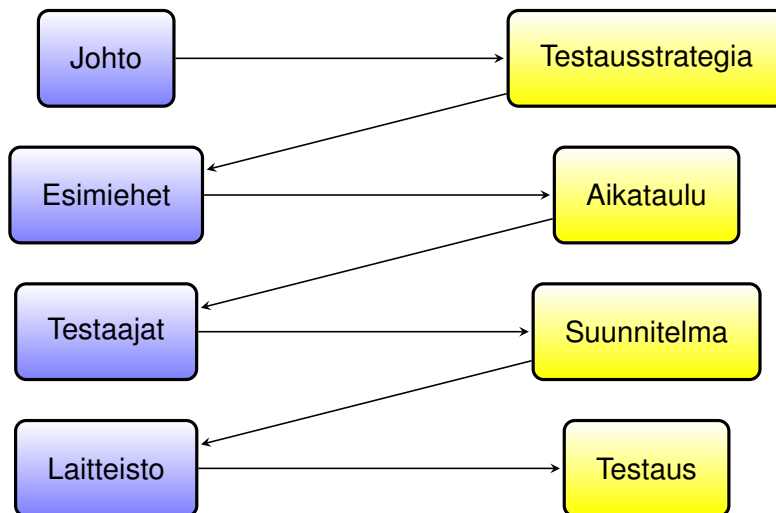 Johto
Testausstrategia
Esimiehet
Aikataulu
Testaajat
Suunnitelma
Laitteisto
Testaus